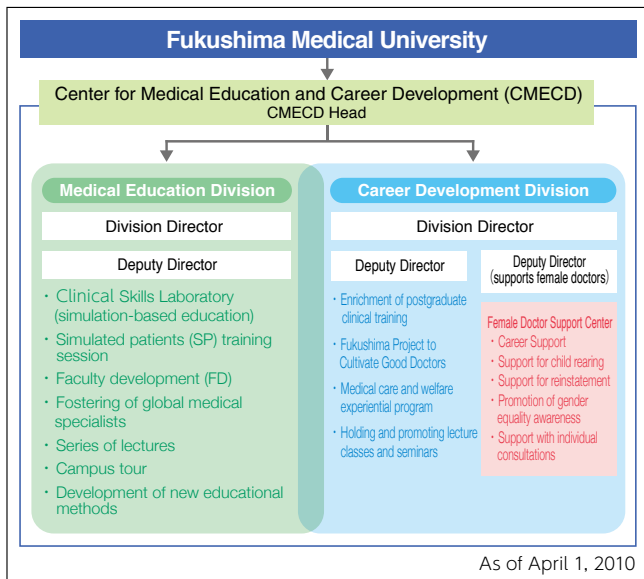 Fukushima Medical University
Center for Medical Education and Career Development (CMECD)
CMECD Head
Medical Education Division
Division Director
Deputy Director
・Clinical Skills Laboratory
(simulation-based education)
・Simulated patients (SP) training
session
・Faculty development (FD)
・Fostering of global medical
specialists
・Series of lectures
・Campus tour
・Development of new educational
methods
Career Development Division
Division Director
Deputy Director
・Enrichment of postgraduate
clinical training
・Fukushima Project to
Cultivate Good Doctors
・Medical care and welfare
experiential program
・Holding and promoting lecture
classes and seminars
Deputy Director
(supports female doctors)
Female Doctor Support Center
・Career Support
・Support for child rearing
・Support for reinstatement
・Promotion of gender
equality awareness
・Support with individual
consultations
As of April 1, 2010